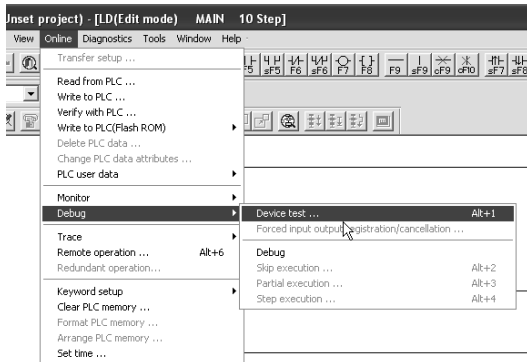 Unset project) - [LD(Edit mode)    MAIN    10 Step]
View Online Diagnostics Tools Window Help
Transfer setup ...
F5 sF5 F6 sF6 F7 F8 F9 sF9 cF9 cF10 sF7 sF8
Read from PLC ...
Write to PLC ...
Verify with PLC ...
Write to PLC(Flash ROM)
Delete PLC data ...
Change PLC data attributes ...
PLC user data
Monitor
Debug
Device test ... Alt+1
Forced input output registration/cancellation ...
Trace
Debug
Remote operation ... Alt+6
Skip execution ... Alt+2
Redundant operation...
Partial execution ... Alt+3
Step execution ... Alt+4
Keyword setup
Clear PLC memory ...
Format PLC memory ...
Arrange PLC memory ...
Set time ...